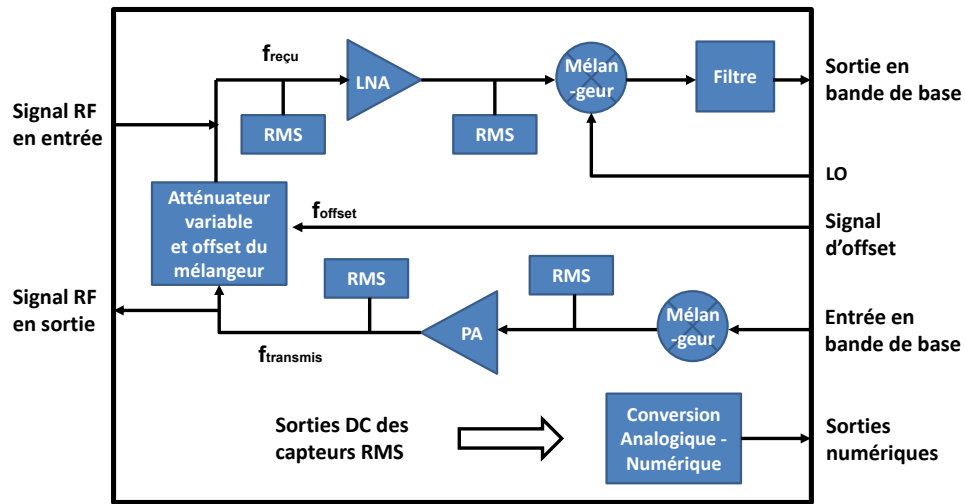 freçu
LNA
Mélan
-geur
Filtre
Sortie en
bande de base
Signal RF
en entrée
RMS
RMS
LO
Atténuateur
variable
et offset du
mélangeur
foffset
Signal
d'offset
RMS
RMS
Signal RF
en sortie
PA
Mélan
-geur
Entrée en
bande de base
ftransmis
Sorties DC des
capteurs RMS
Conversion
Analogique -
Numérique
Sorties
numériques